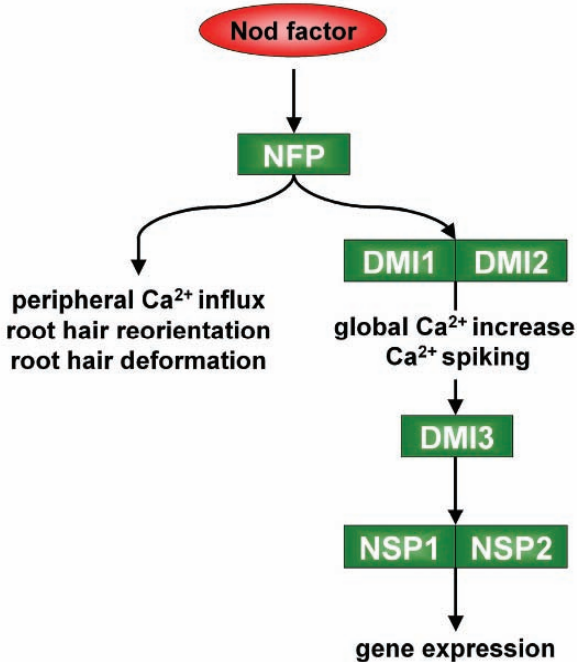 Nod factor
NFP
DMI1 DMI2
peripheral Ca²⁺ influx
root hair reorientation
root hair deformation
global Ca²⁺ increase
Ca²⁺ spiking
DMI3
NSP1 NSP2
gene expression